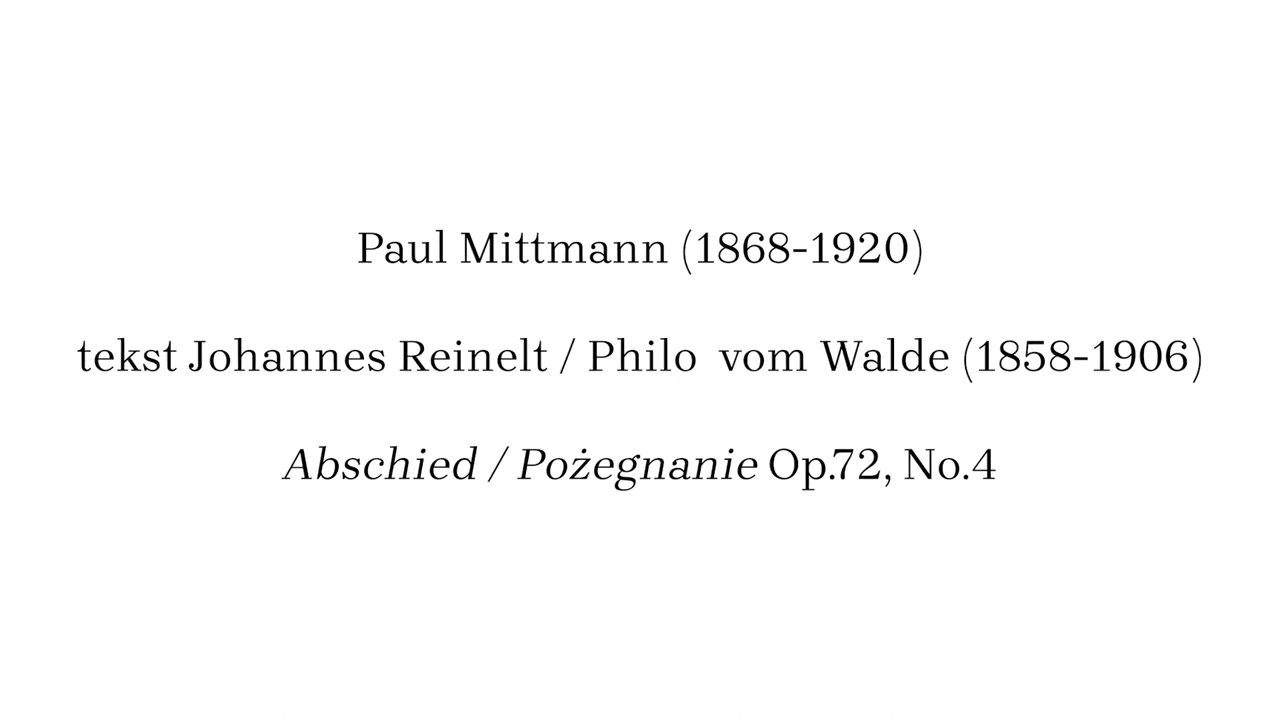 Paul Mittmann (1868-1920)
tekst Johannes Reinelt / Philo vom Walde (1858-1906)
Abschied / Pożegnanie Op.72, No.4